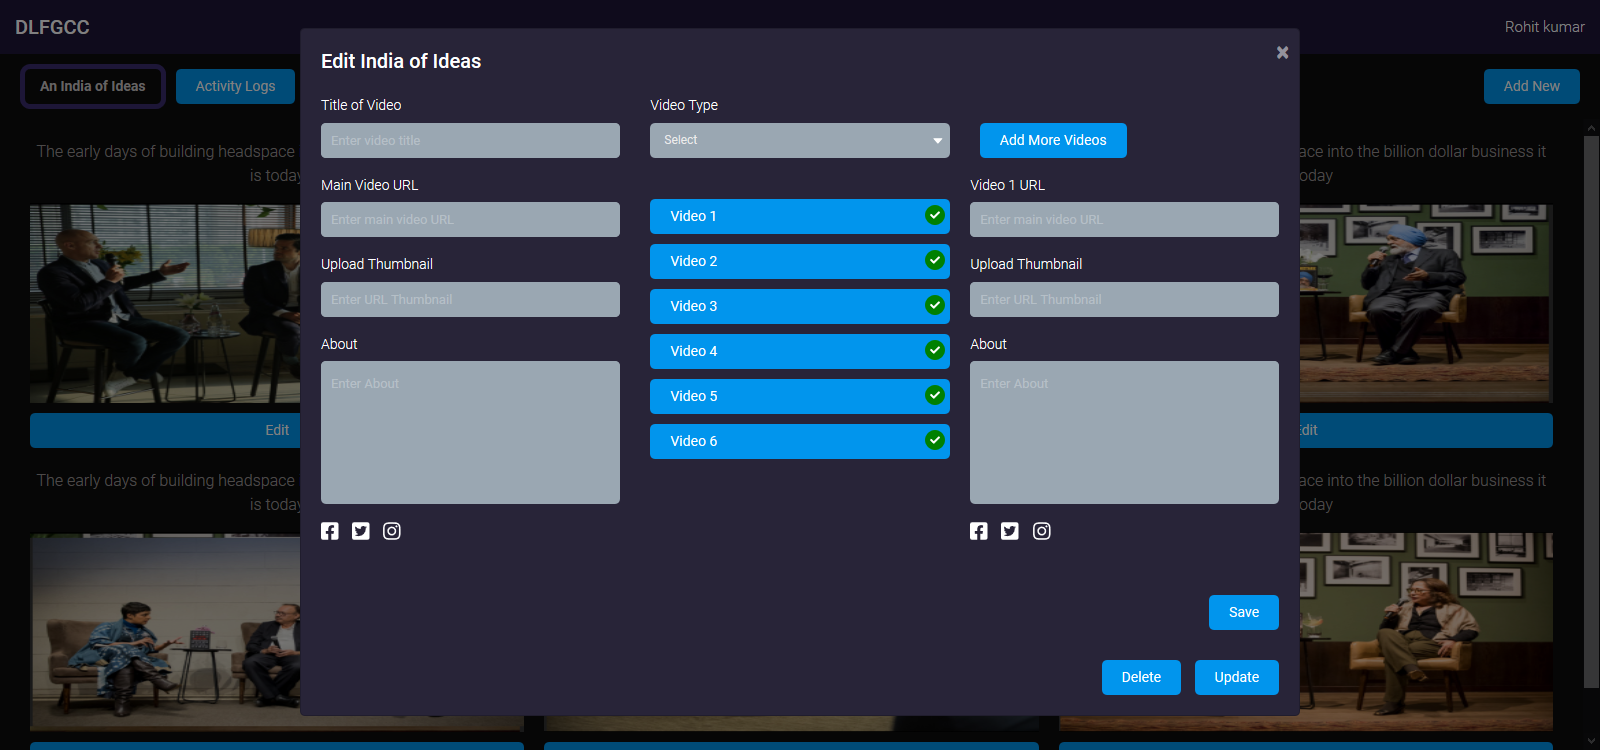 DLFGCC
Rohit kumar
An India of Ideas
Activity Logs
Add New
Edit India of Ideas
×
Title of Video
Enter video title
Video Type
Select
Add More Videos
Main Video URL
Enter main video URL
Upload Thumbnail
Enter URL Thumbnail
About
Enter About
Video 1
Video 2
Video 3
Video 4
Video 5
Video 6
Video 1 URL
Enter main video URL
Upload Thumbnail
Enter URL Thumbnail
About
Enter About
Save
Delete
Update
The early days of building headspace
is today
Edit
The early days of building headspace
is today
ace into the billion dollar business it
oday
Edit
ace into the billion dollar business it
oday